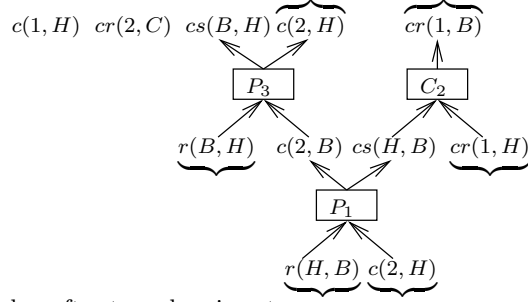 c(1, H) cr(2, C) cs(B, H) c(2, H) cr(1, B)
P3 C2
r(B, H) c(2, B) cs(H, B) cr(1, H)
P1
r(H, B) c(2, H)